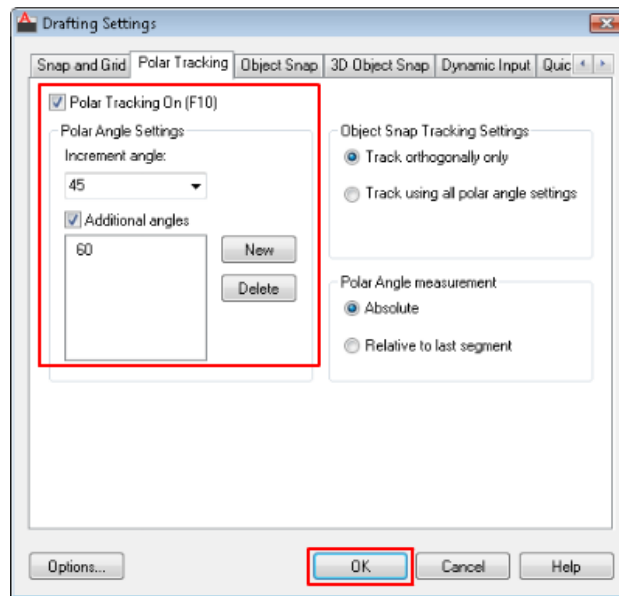 Drafting Settings
Snap and Grid Polar Tracking Object Snap 3D Object Snap Dynamic Input Quic
Polar Tracking On (F10)
Polar Angle Settings
Increment angle:
45
Additional angles
60
New
Delete
Object Snap Tracking Settings
Track orthogonally only
Track using all polar angle settings
Polar Angle measurement
Absolute
Relative to last segment
Options... OK Cancel Help